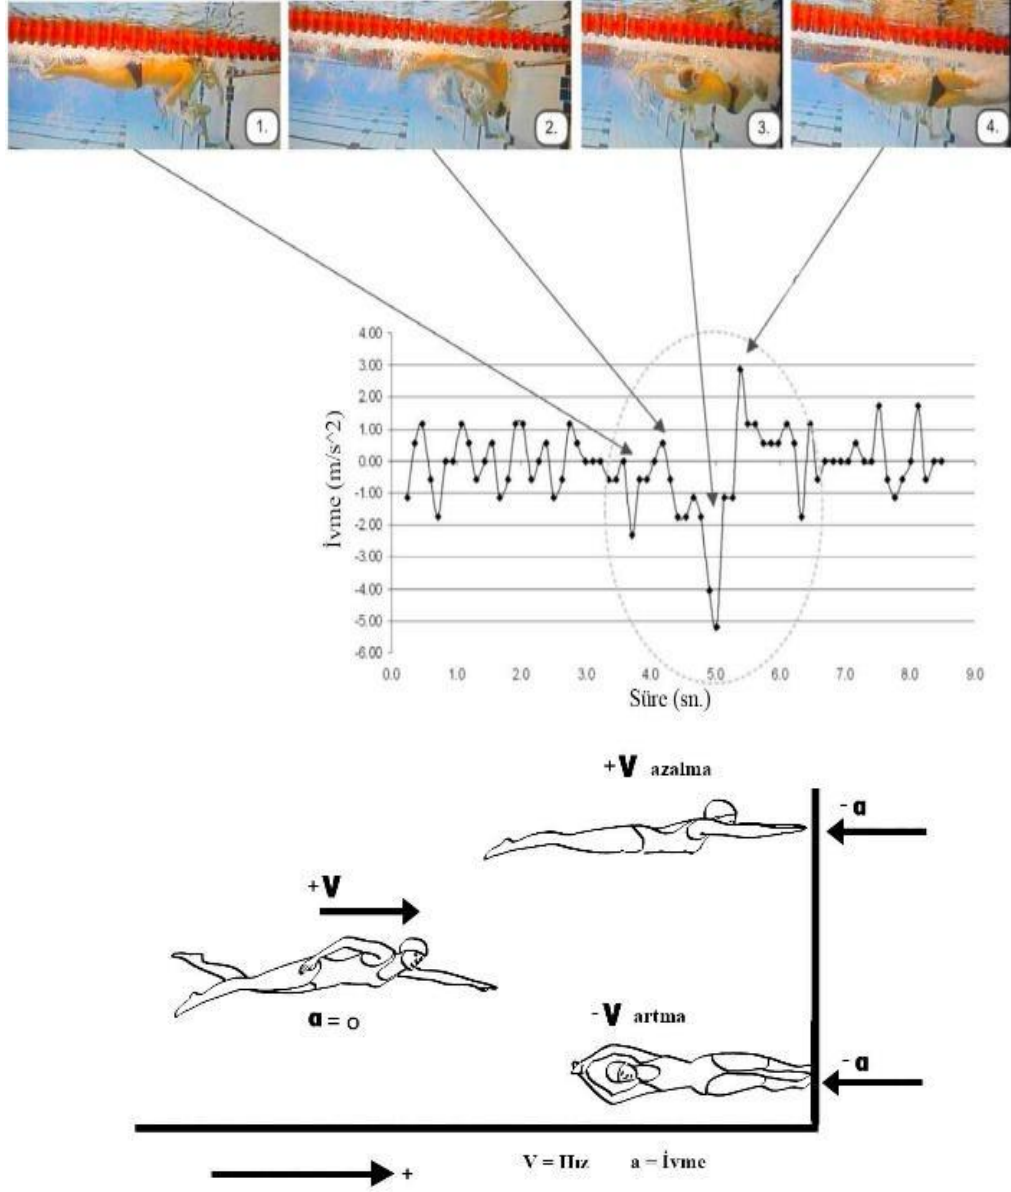 1.
2.
3.
4.
4.00
3.00
2.00
1.00
0.00
-1.00
-2.00
-3.00
-4.00
-5.00
-6.00
İvme (m/s^2)
0.0 1.0 2.0 3.0 4.0 5.0 6.0 7.0 8.0 9.0
Süre (sn.)
+V azalma
-a
+V
a = o
-V artma
-a
V = Hız a = İvme
+